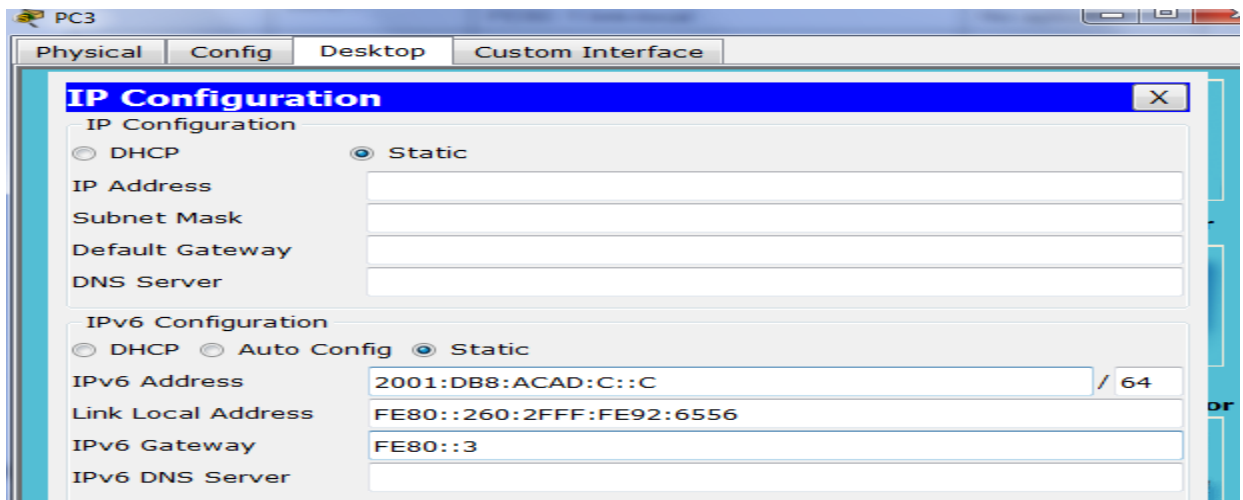 PC3
Physical Config Desktop Custom Interface
IP Configuration X
IP Configuration
DHCP Static
IP Address
Subnet Mask
Default Gateway
DNS Server
IPv6 Configuration
DHCP Auto Config Static
IPv6 Address 2001:DB8:ACAD:C::C / 64
Link Local Address FE80::260:2FFF:FE92:6556
IPv6 Gateway FE80::3
IPv6 DNS Server
or